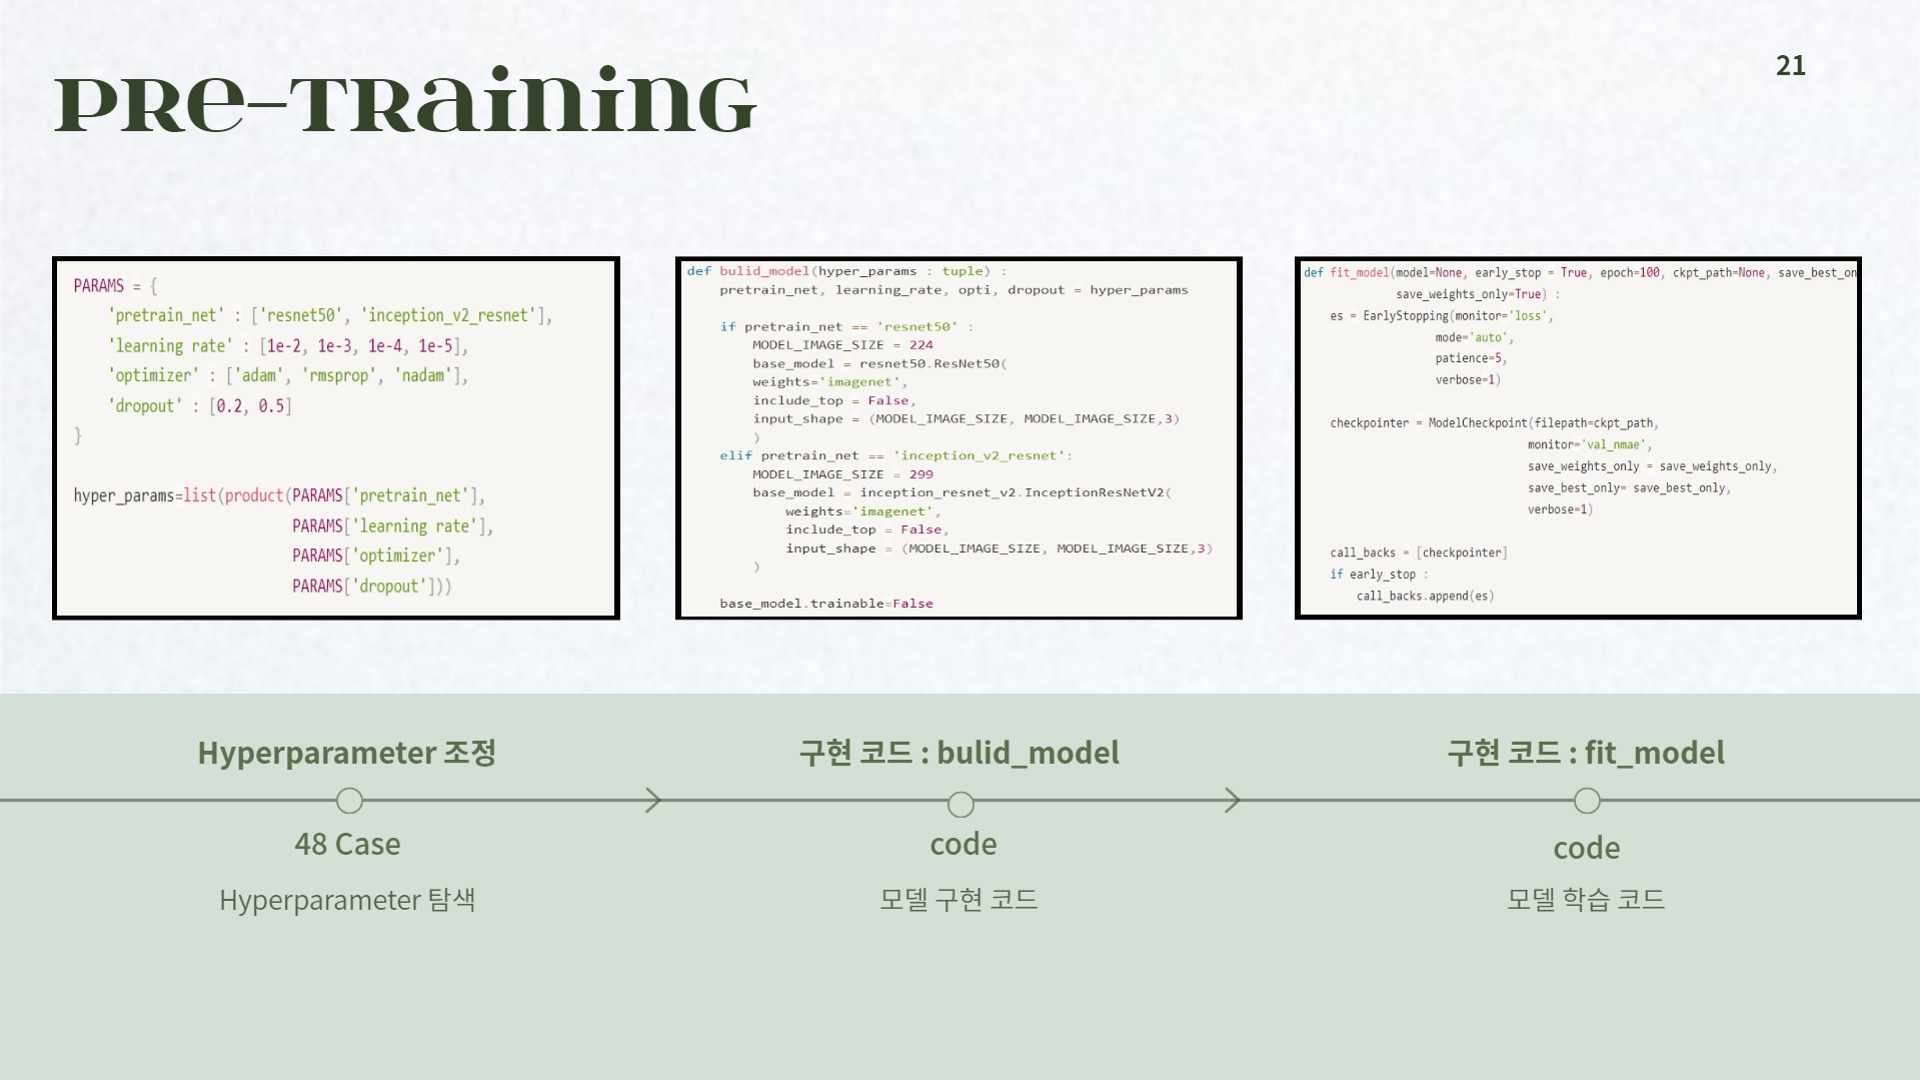 PRe-TRaininG
21
PARAMS = {
'pretrain_net' : ['resnet50', 'inception_v2_resnet'],
'learning rate' : [1e-2, 1e-3, 1e-4, 1e-5],
'optimizer' : ['adam', 'rmsprop', 'nadam'],
'dropout' : [0.2, 0.5]
}
hyper_params=list(product(PARAMS['pretrain_net'],
PARAMS['learning rate'],
PARAMS['optimizer'],
PARAMS['dropout']))
def bulid_model(hyper_params : tuple) :
pretrain_net, learning_rate, opti, dropout = hyper_params
if pretrain_net == 'resnet50' :
MODEL_IMAGE_SIZE = 224
base_model = resnet50.ResNet50(
weights='imagenet',
include_top = False,
input_shape = (MODEL_IMAGE_SIZE, MODEL_IMAGE_SIZE,3)
)
elif pretrain_net == 'inception_v2_resnet':
MODEL_IMAGE_SIZE = 299
base_model = inception_resnet_v2.InceptionResNetV2(
weights='imagenet',
include_top = False,
input_shape = (MODEL_IMAGE_SIZE, MODEL_IMAGE_SIZE,3)
)
base_model.trainable=False
def fit_model(model=None, early_stop = True, epoch=100, ckpt_path=None, save_best_on
save_weights_only=True) :
es = EarlyStopping(monitor='loss',
mode='auto',
patience=5,
verbose=1)
checkpointer = ModelCheckpoint(filepath=ckpt_path,
monitor='val_nmae',
save_weights_only = save_weights_only,
save_best_only= save_best_only,
verbose=1)
call_backs = [checkpointer]
if early_stop :
call_backs.append(es)
Hyperparameter 조정
48 Case
Hyperparameter 탐색
구현 코드 : bulid_model
code
모델 구현 코드
구현 코드 : fit_model
code
모델 학습 코드